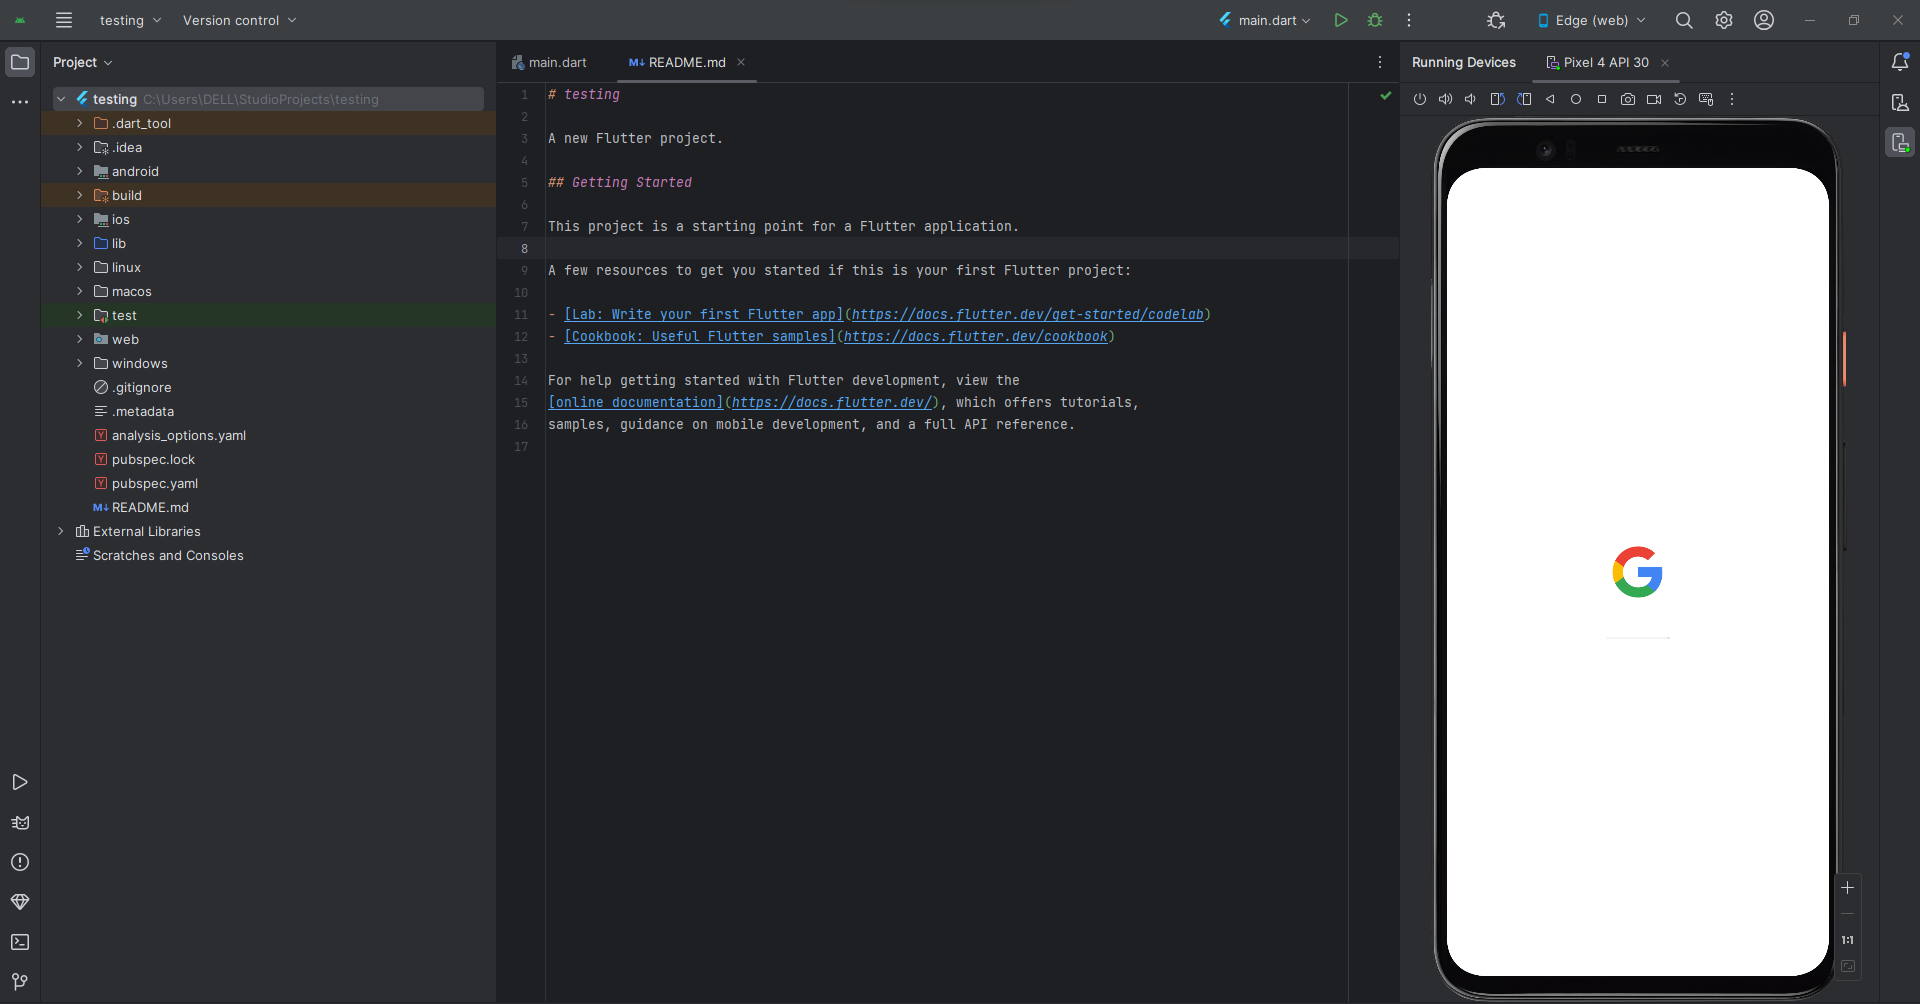 testing
Version control
main.dart
Edge (web)
Project
main.dart
README.md
Running Devices
Pixel 4 API 30
testing C:\Users\DELL\StudioProjects\testing
.dart_tool
.idea
android
build
ios
lib
linux
macos
test
web
windows
.gitignore
.metadata
analysis_options.yaml
pubspec.lock
pubspec.yaml
README.md
External Libraries
Scratches and Consoles
1 # testing
2
3 A new Flutter project.
4
5 ## Getting Started
6
7 This project is a starting point for a Flutter application.
8
9 A few resources to get you started if this is your first Flutter project:
10
11 - [Lab: Write your first Flutter app](https://docs.flutter.dev/get-started/codelab)
12 - [Cookbook: Useful Flutter samples](https://docs.flutter.dev/cookbook)
13
14 For help getting started with Flutter development, view the
15 [online documentation](https://docs.flutter.dev/), which offers tutorials,
16 samples, guidance on mobile development, and a full API reference.
17
1:1